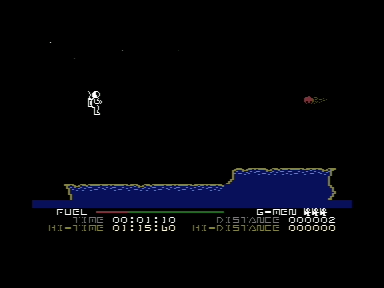 FUEL G-MEN
TIME 00:01:10 DISTANCE 000002
HI-TIME 01:15.60 HI-DISTANCE 000000